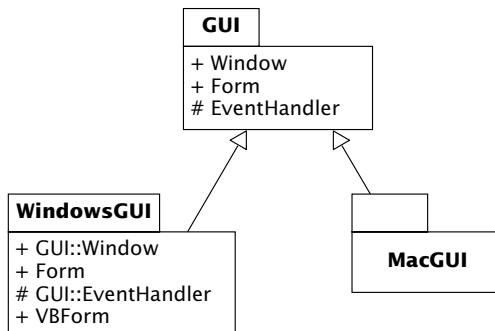 GUI
+ Window
+ Form
# EventHandler
WindowsGUI
+ GUI::Window
+ Form
# GUI::EventHandler
+ VBForm
MacGUI